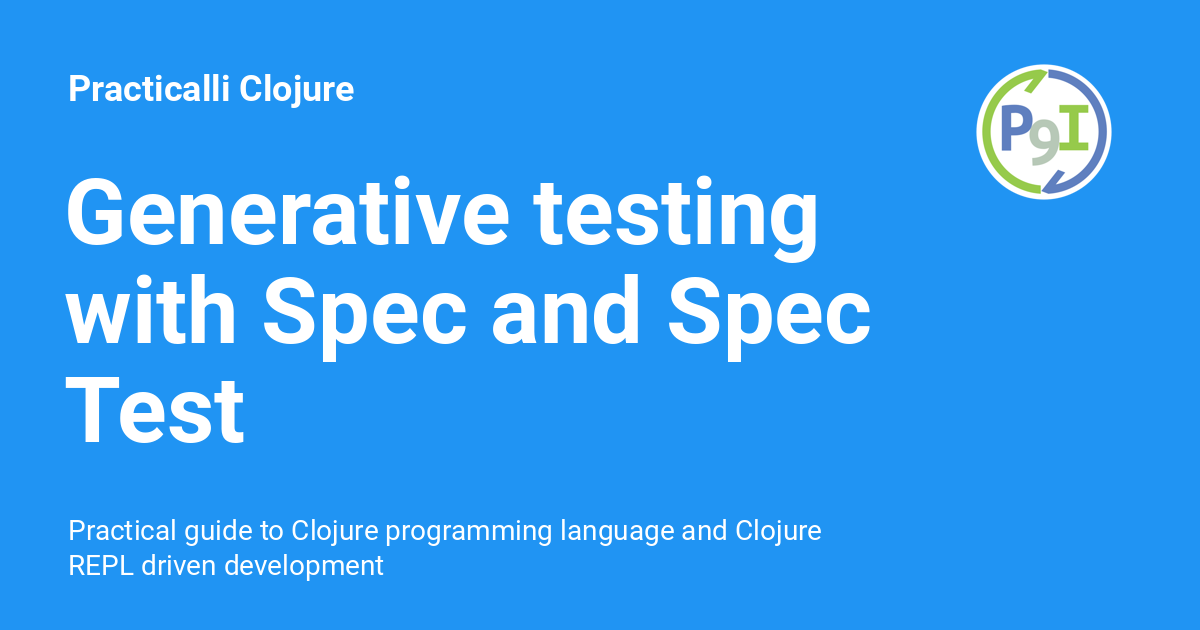 Practicalli Clojure
P9I
Generative testing
with Spec and Spec
Test
Practical guide to Clojure programming language and Clojure
REPL driven development